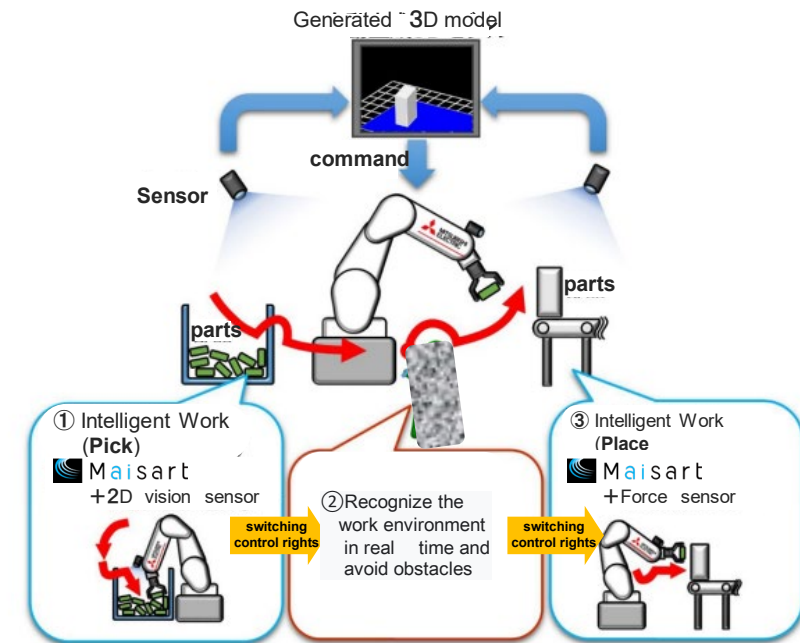 Generated 3D model
command
Sensor
MITSUBISHI
ELECTRIC
parts
parts
① Intelligent Work
(Pick)
Maisart
+2D vision sensor
switching
control rights
②Recognize the
work environment
in real time and
avoid obstacles
switching
control rights
③ Intelligent Work
(Place
Maisart
+Force sensor